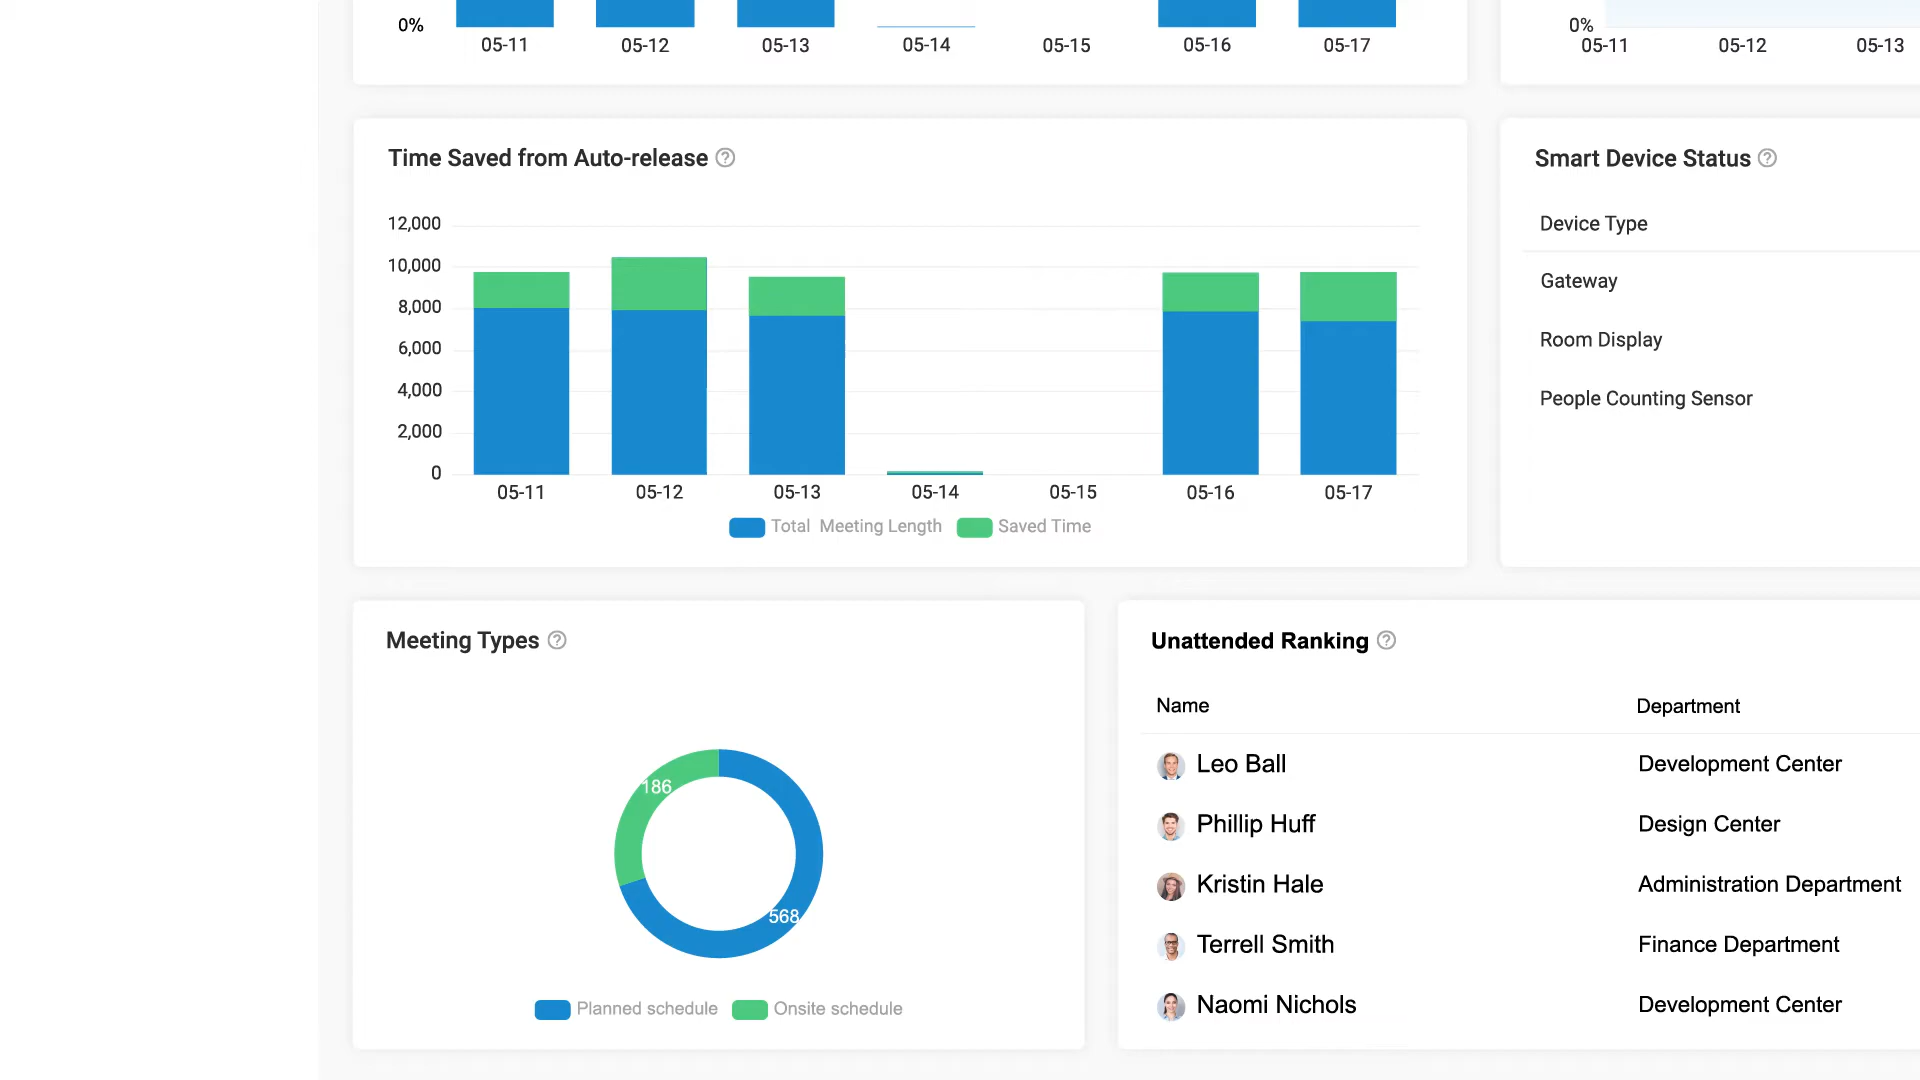 0%
05-11 05-12 05-13 05-14 05-15 05-16 05-17
0%
05-11 05-12 05-13
Time Saved from Auto-release
12,000
10,000
8,000
6,000
4,000
2,000
0
05-11 05-12 05-13 05-14 05-15 05-16 05-17
Total Meeting Length Saved Time
Smart Device Status
Device Type
Gateway
Room Display
People Counting Sensor
Meeting Types
186
568
Planned schedule Onsite schedule
Unattended Ranking
Name Department
Leo Ball Development Center
Phillip Huff Design Center
Kristin Hale Administration Department
Terrell Smith Finance Department
Naomi Nichols Development Center